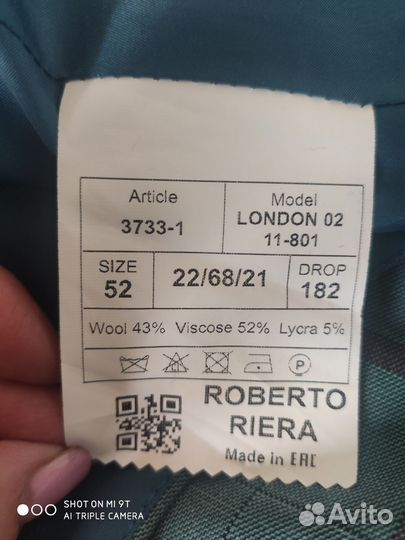 Article
3733-1
Model
LONDON 02
11-801
SIZE
52
22/68/21
DROP
182
Wool 43% Viscose 52% Lycra 5%
P
ROBERTO
RIERA
Made in EAC
SHOT ON MI 9T
AI TRIPLE CAMERA
Avito